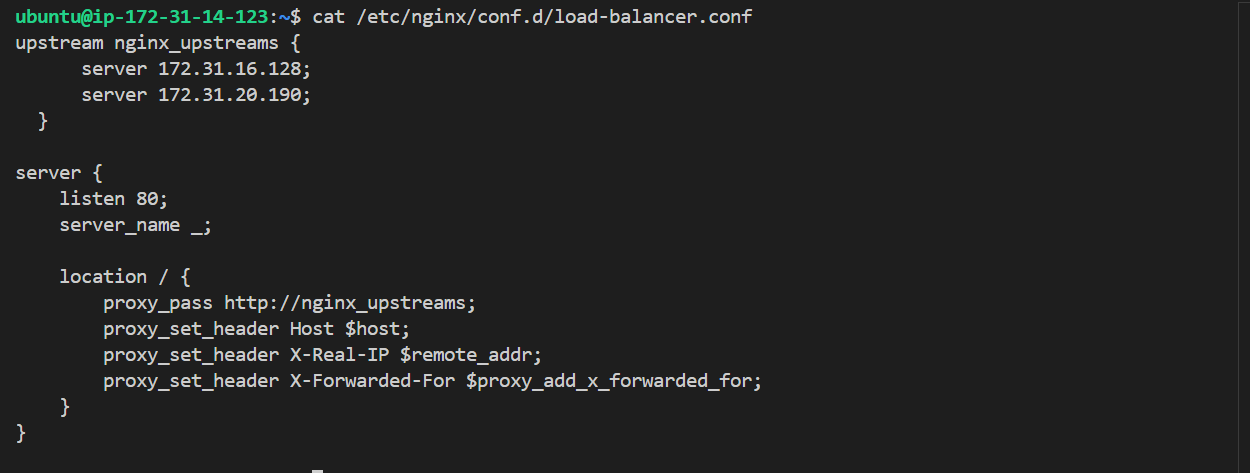 ubuntu@ip-172-31-14-123:~$ cat /etc/nginx/conf.d/load-balancer.conf
upstream nginx_upstreams {
      server 172.31.16.128;
      server 172.31.20.190;
  }

server {
    listen 80;
    server_name _;

    location / {
        proxy_pass http://nginx_upstreams;
        proxy_set_header Host $host;
        proxy_set_header X-Real-IP $remote_addr;
        proxy_set_header X-Forwarded-For $proxy_add_x_forwarded_for;
    }
}